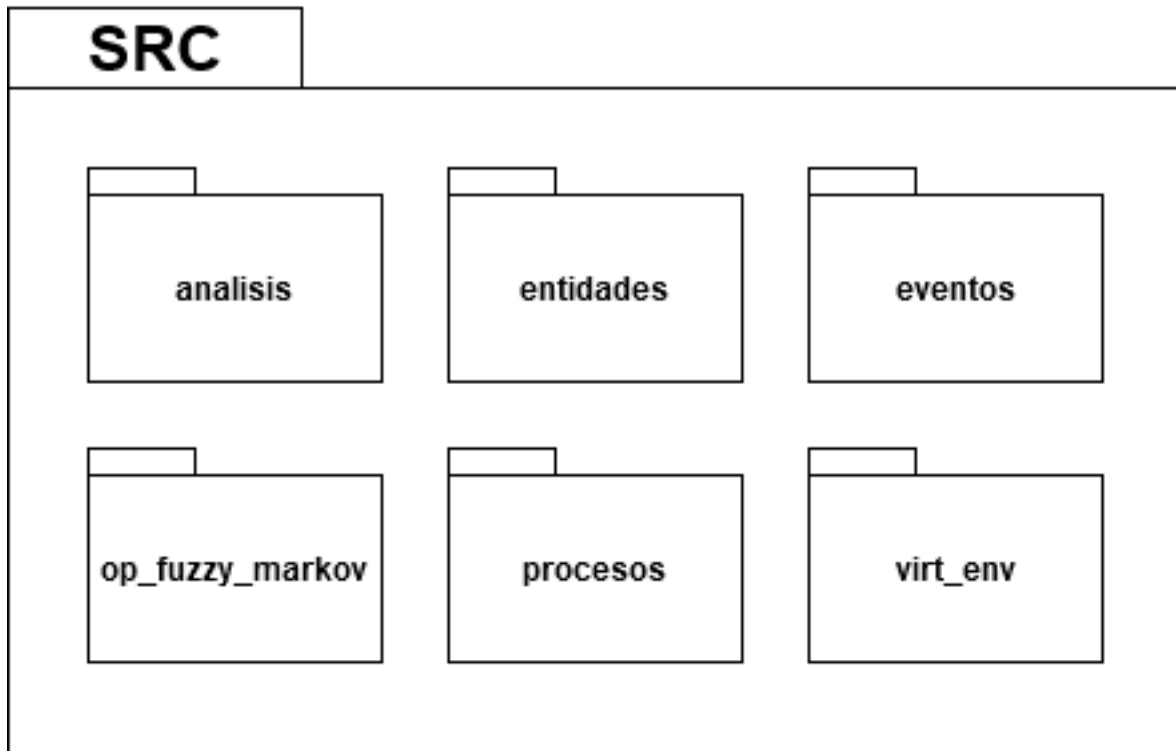 SRC
analisis
entidades
eventos
op_fuzzy_markov
procesos
virt_env